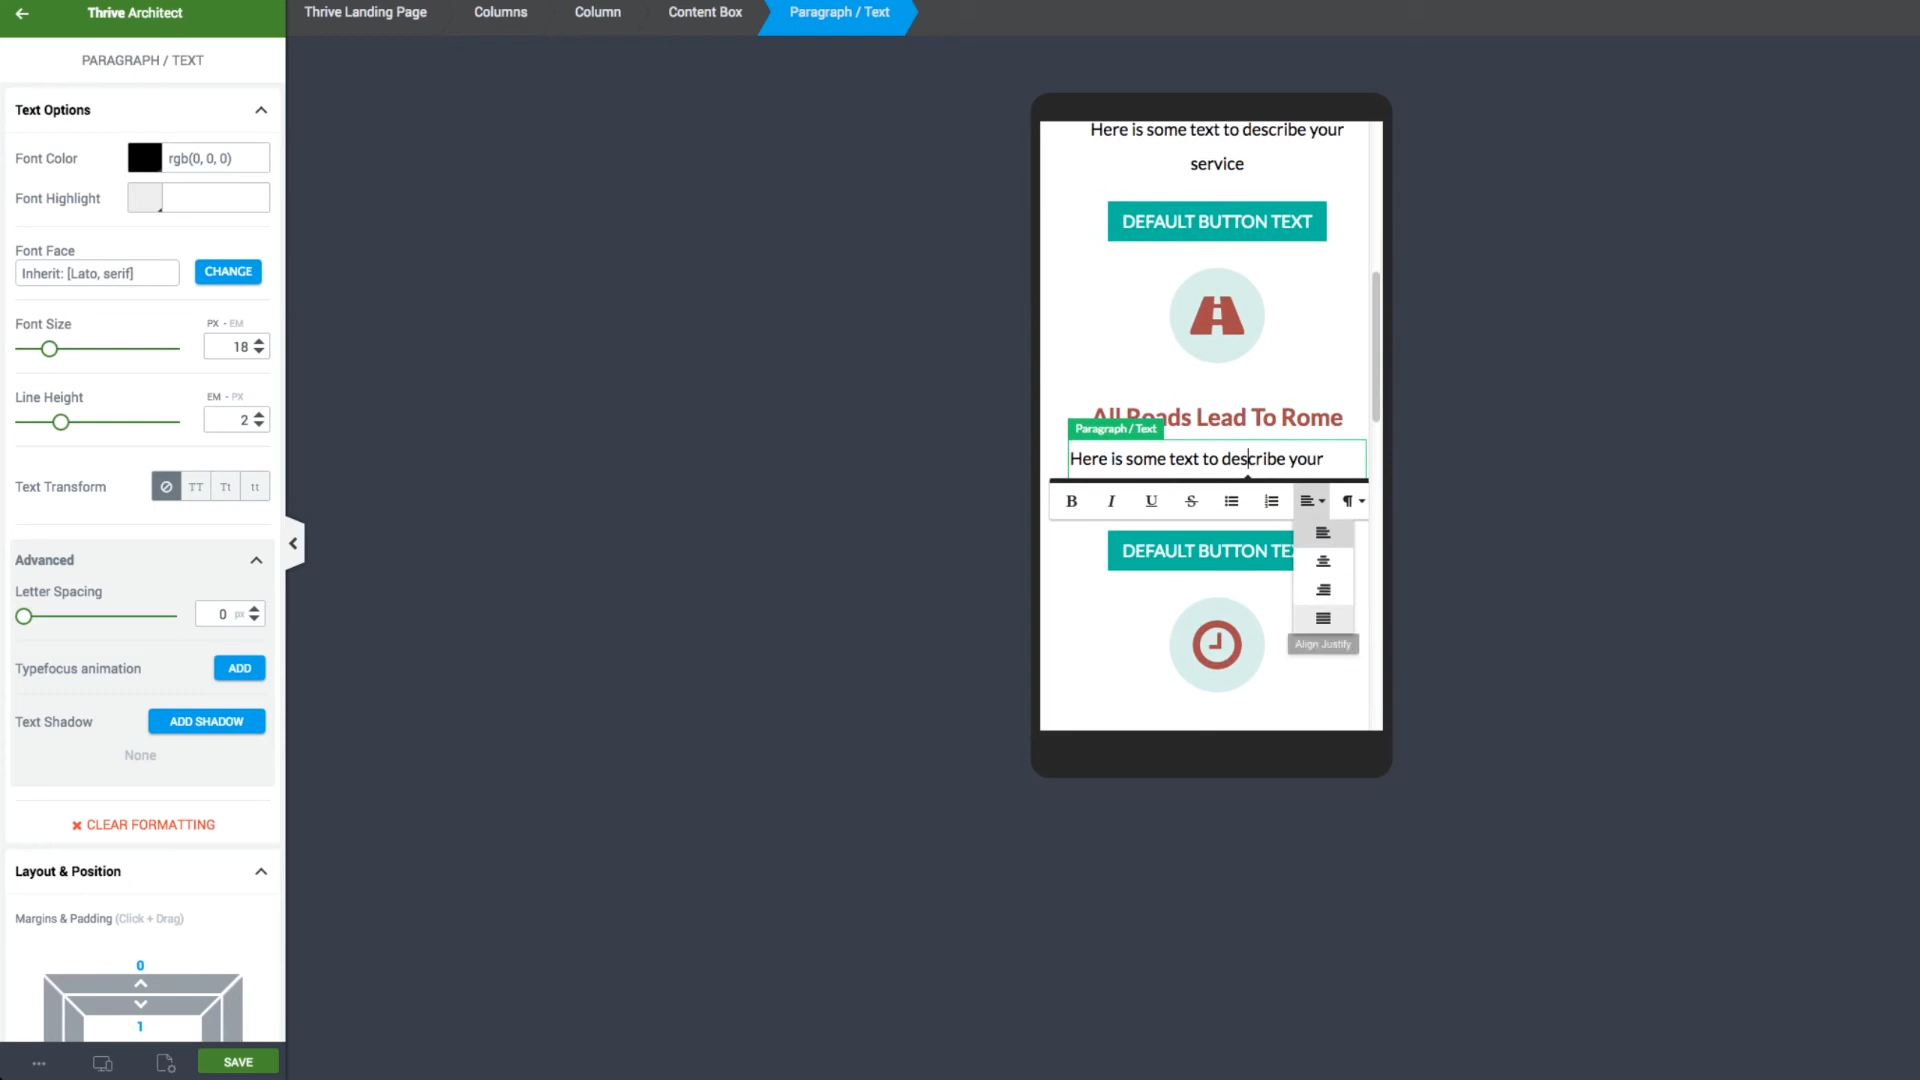 Thrive Architect
Thrive Landing Page
Columns
Column
Content Box
Paragraph / Text
PARAGRAPH / TEXT
Text Options
Font Color
rgb(0, 0, 0)
Font Highlight
Font Face
Inherit: [Lato, serif]
CHANGE
Font Size
PX - EM
18
Line Height
EM - PX
2
Text Transform
TT
Tt
tt
Advanced
Letter Spacing
0 px
Typefocus animation
ADD
Text Shadow
ADD SHADOW
None
CLEAR FORMATTING
Layout & Position
Margins & Padding (Click + Drag)
0
1
SAVE
Here is some text to describe your
service
DEFAULT BUTTON TEXT
All Roads Lead To Rome
Paragraph / Text
Here is some text to describe your
B I U S
DEFAULT BUTTON TEX
Align Justify